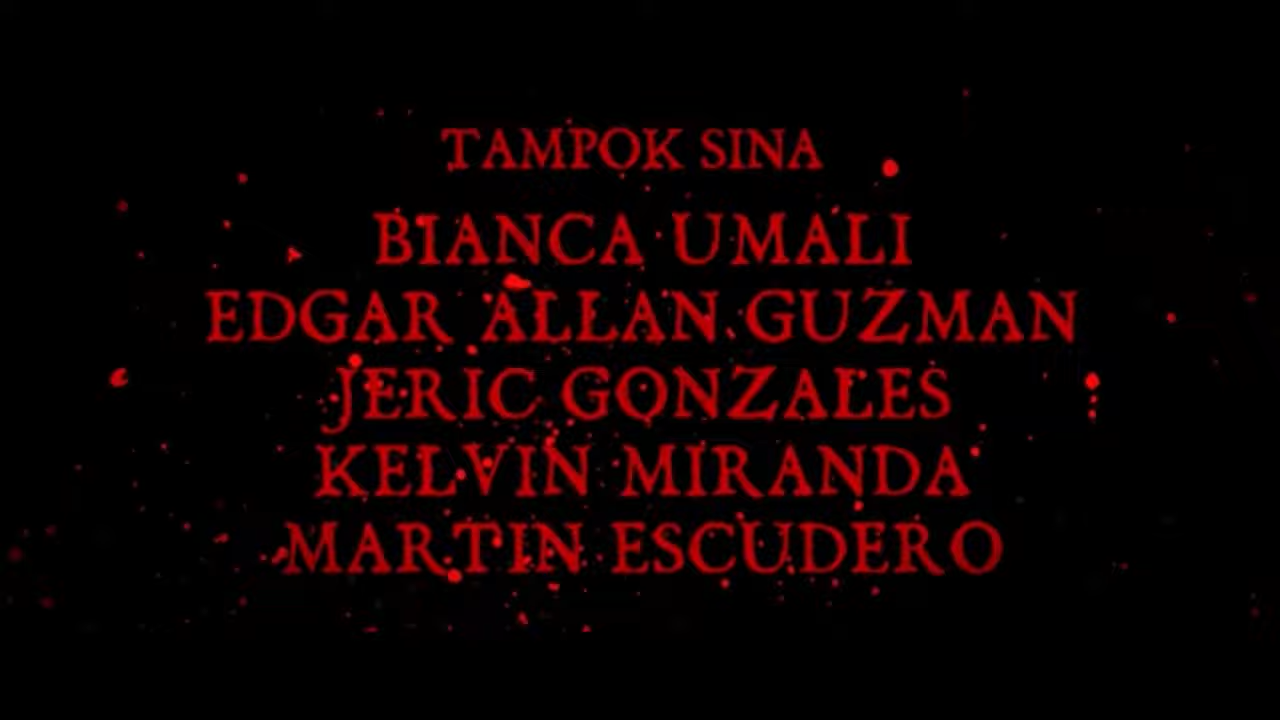 TAMPOK SINA
BIANCA UMALI
EDGAR ALLAN GUZMAN
JERIC GONZALES
KELVIN MIRANDA
MARTIN ESCUDERO